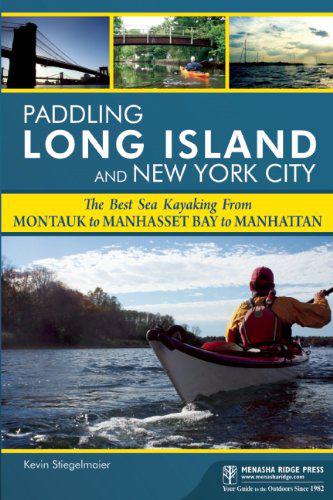 PADDLING
LONG ISLAND
AND NEW YORK CITY
The Best Sea Kayaking From
MONTAUK to MANHASSET BAY to MANHATTAN
Kevin Stiegelmaier
MENASHA RIDGE PRESS
www.menasharidge.com
Your Guide to the Outdoors Since 1982